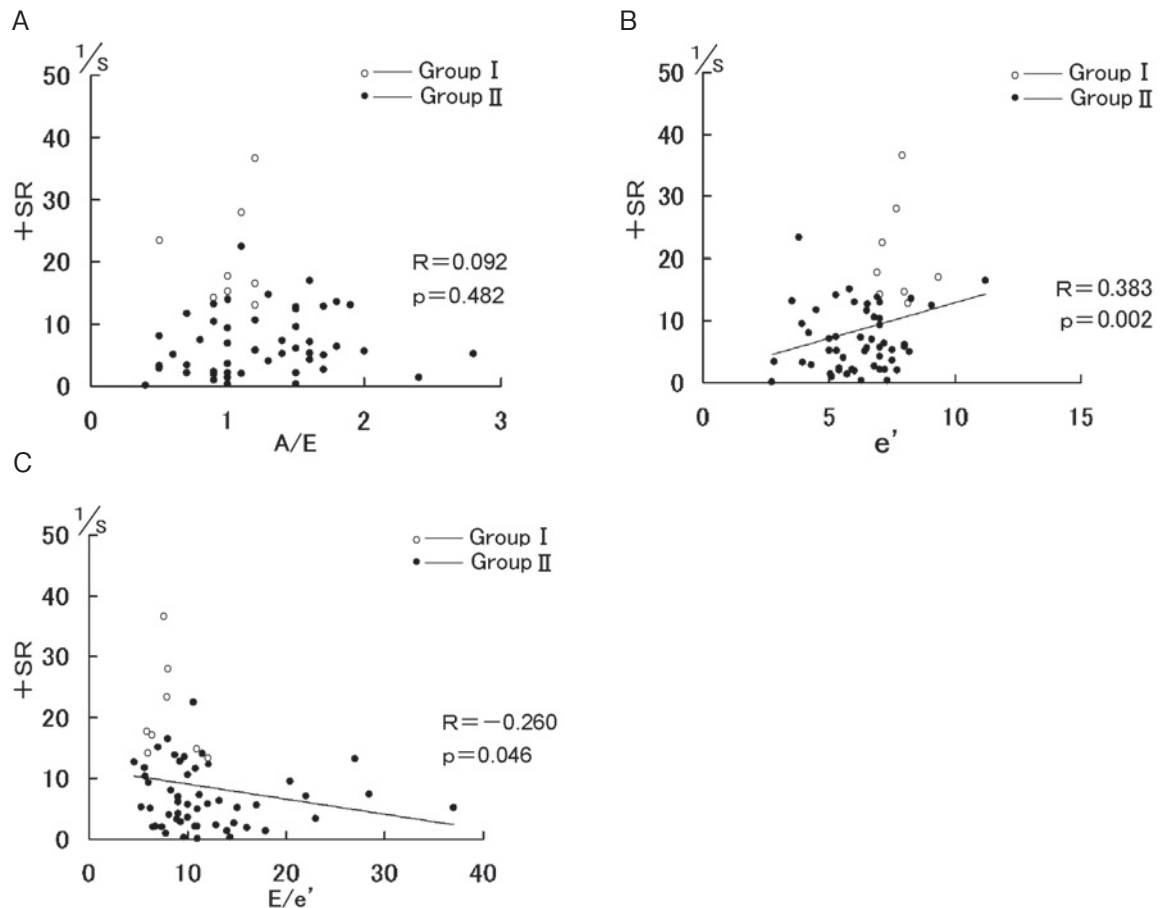 A
1/s
50
40
30
20
10
0
+SR
Group Ⅰ
Group Ⅱ
R=0.092
p=0.482
0 1 2 3
A/E
B
1/s
50
40
30
20
10
0
+SR
Group Ⅰ
Group Ⅱ
R=0.383
p=0.002
0 5 10 15
e'
C
1/s
50
40
30
20
10
0
+SR
Group Ⅰ
Group Ⅱ
R=−0.260
p=0.046
0 10 20 30 40
E/e'